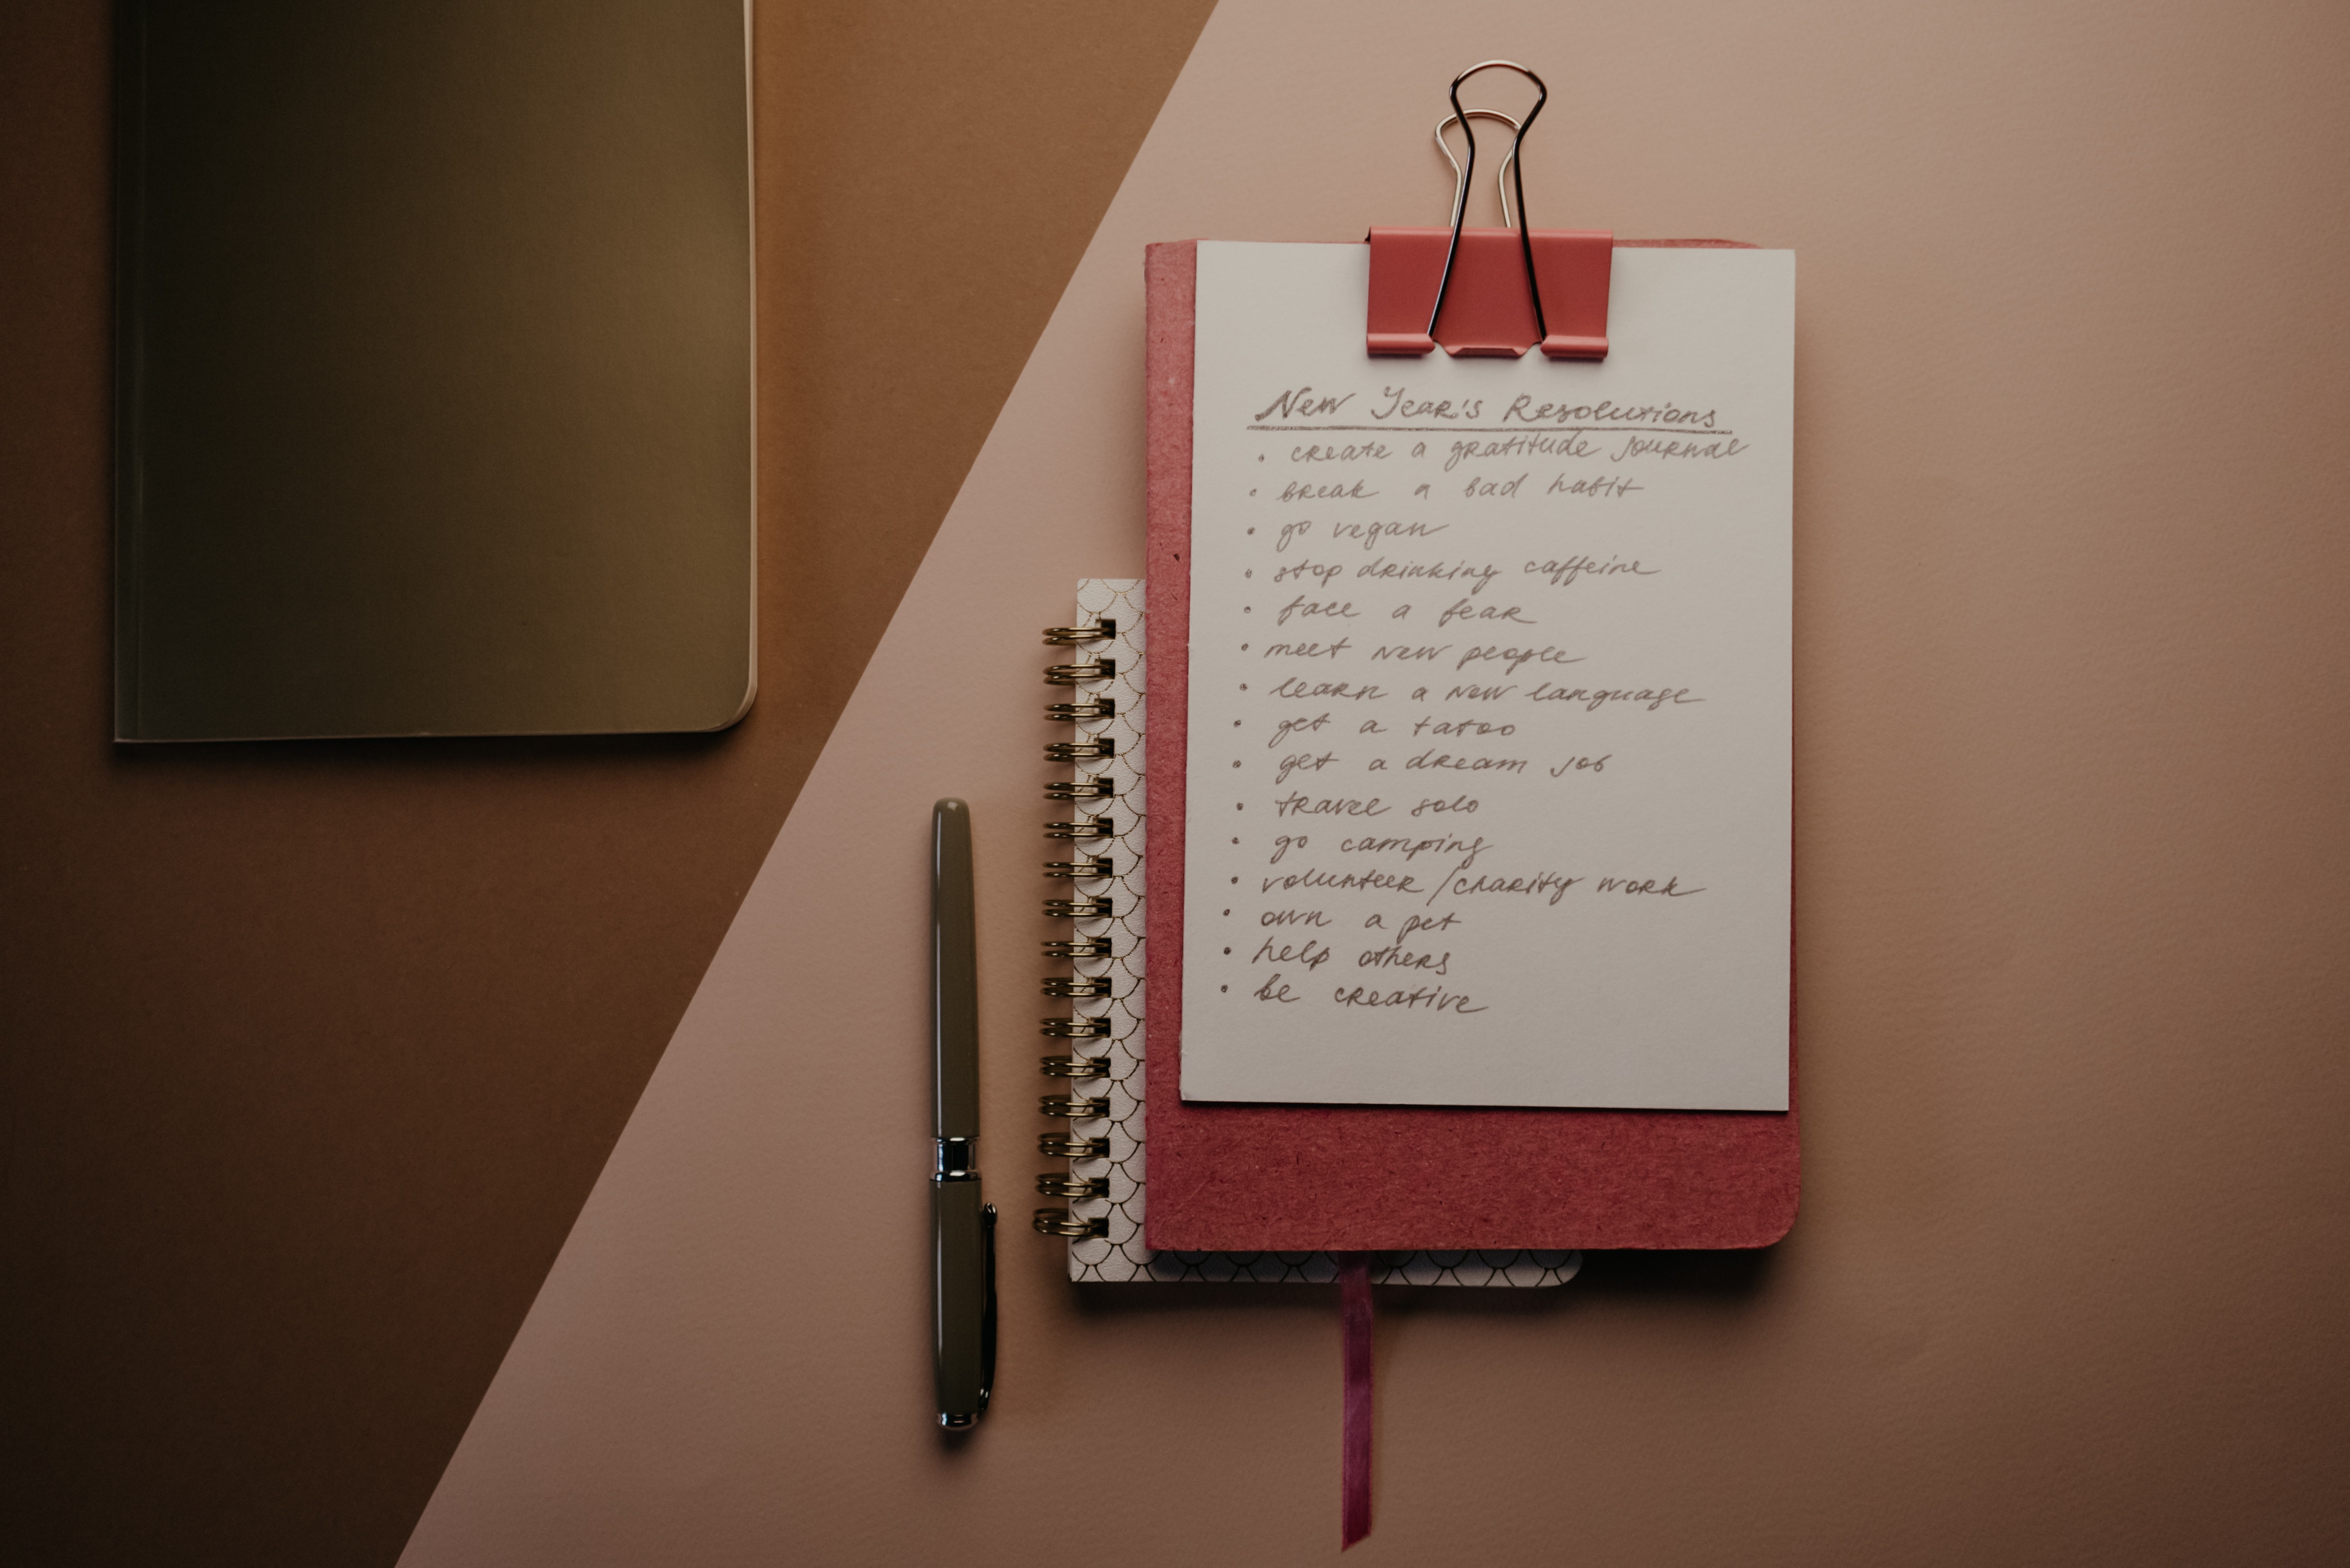 New Year's Resolutions
• create a gratitude journal
• break a bad habit
• go vegan
• stop drinking caffeine
• face a fear
• meet new people
• learn a new language
• get a tatoo
• get a dream job
• travel solo
• go camping
• volunteer/charity work
• own a pet
• help others
• be creative